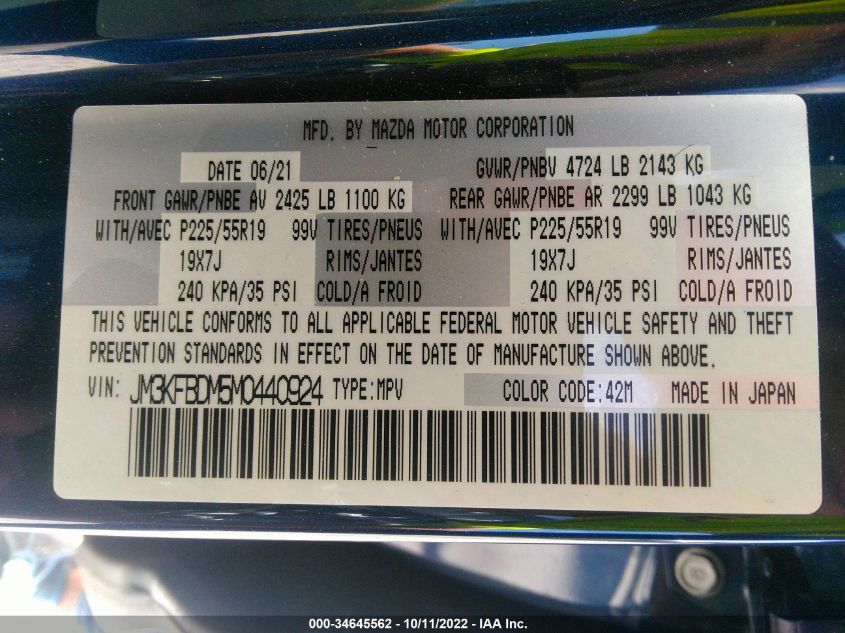 MFD. BY MAZDA MOTOR CORPORATION
DATE 06/21 GVWR/PNBV 4724 LB 2143 KG
FRONT GAWR/PNBE AV 2425 LB 1100 KG REAR GAWR/PNBE AR 2299 LB 1043 KG
WITH/AVEC P225/55R19 99V TIRES/PNEUS WITH/AVEC P225/55R19 99V TIRES/PNEUS
19X7J RIMS/JANTES 19X7J RIMS/JANTES
240 KPA/35 PSI COLD/A FROID 240 KPA/35 PSI COLD/A FROID
THIS VEHICLE CONFORMS TO ALL APPLICABLE FEDERAL MOTOR VEHICLE SAFETY AND THEFT
PREVENTION STANDARDS IN EFFECT ON THE DATE OF MANUFACTURE SHOWN ABOVE.
VIN: JM3KFBDM5M0440924 TYPE:MPV COLOR CODE:42M MADE IN JAPAN
000-34645562 - 10/11/2022 - IAA Inc.